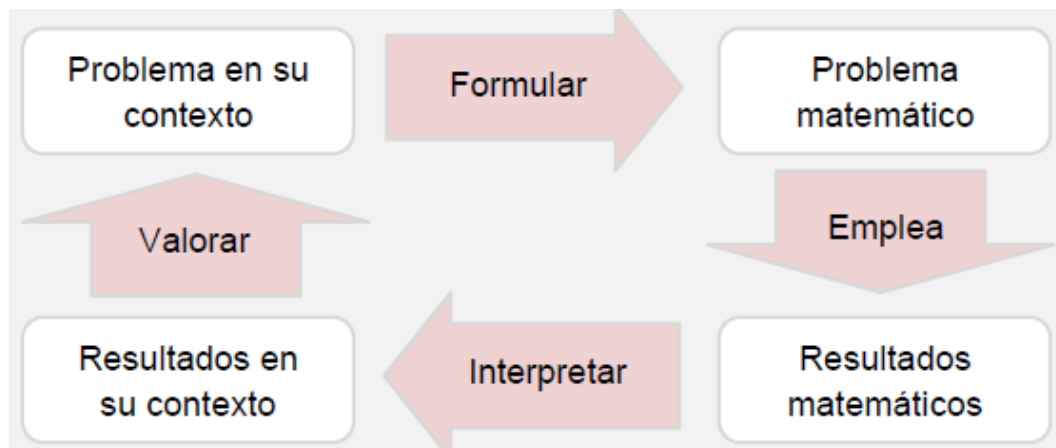 Problema en su
contexto
Formular
Problema
matemático
Valorar
Emplea
Resultados en
su contexto
Interpretar
Resultados
matemáticos